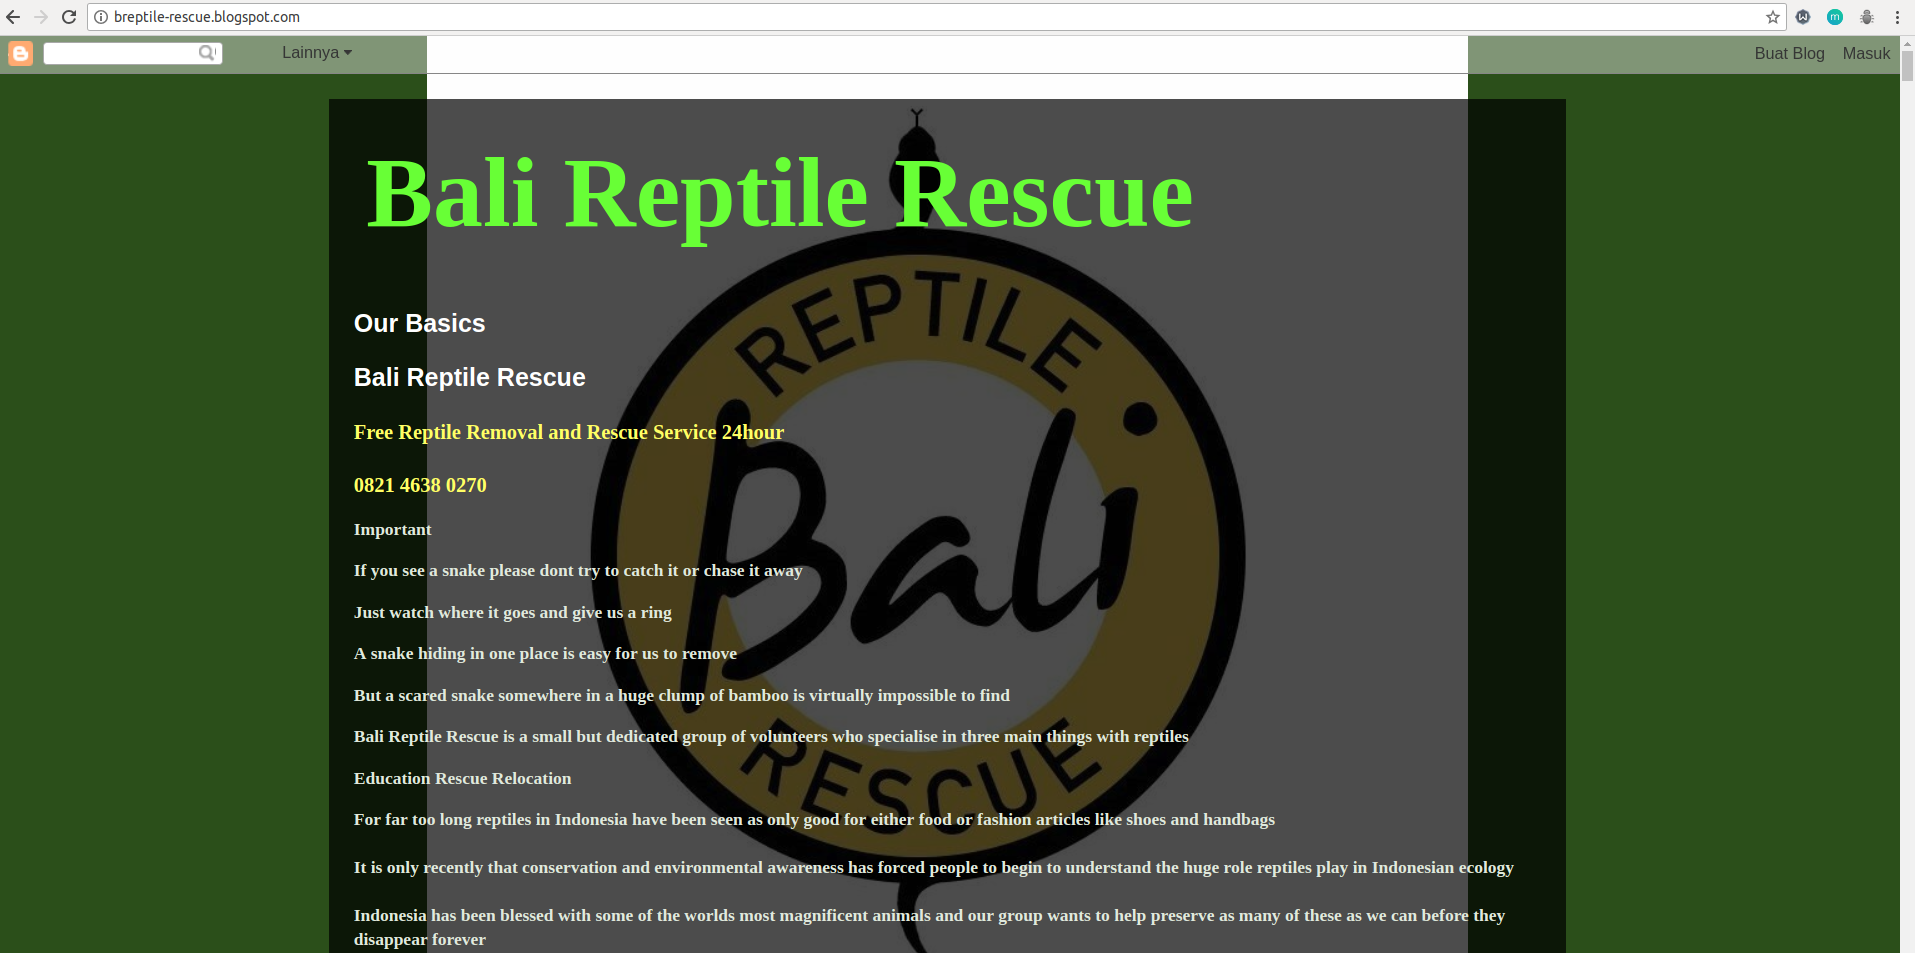 breptile-rescue.blogspot.com
Lainnya
Buat Blog Masuk
Bali Reptile Rescue
REPTILE
Bali
RESCUE
Our Basics
Bali Reptile Rescue
Free Reptile Removal and Rescue Service 24hour
0821 4638 0270
Important
If you see a snake please dont try to catch it or chase it away
Just watch where it goes and give us a ring
A snake hiding in one place is easy for us to remove
But a scared snake somewhere in a huge clump of bamboo is virtually impossible to find
Bali Reptile Rescue is a small but dedicated group of volunteers who specialise in three main things with reptiles
Education Rescue Relocation
For far too long reptiles in Indonesia have been seen as only good for either food or fashion articles like shoes and handbags
It is only recently that conservation and environmental awareness has forced people to begin to understand the huge role reptiles play in Indonesian ecology
Indonesia has been blessed with some of the worlds most magnificent animals and our group wants to help preserve as many of these as we can before they
disappear forever